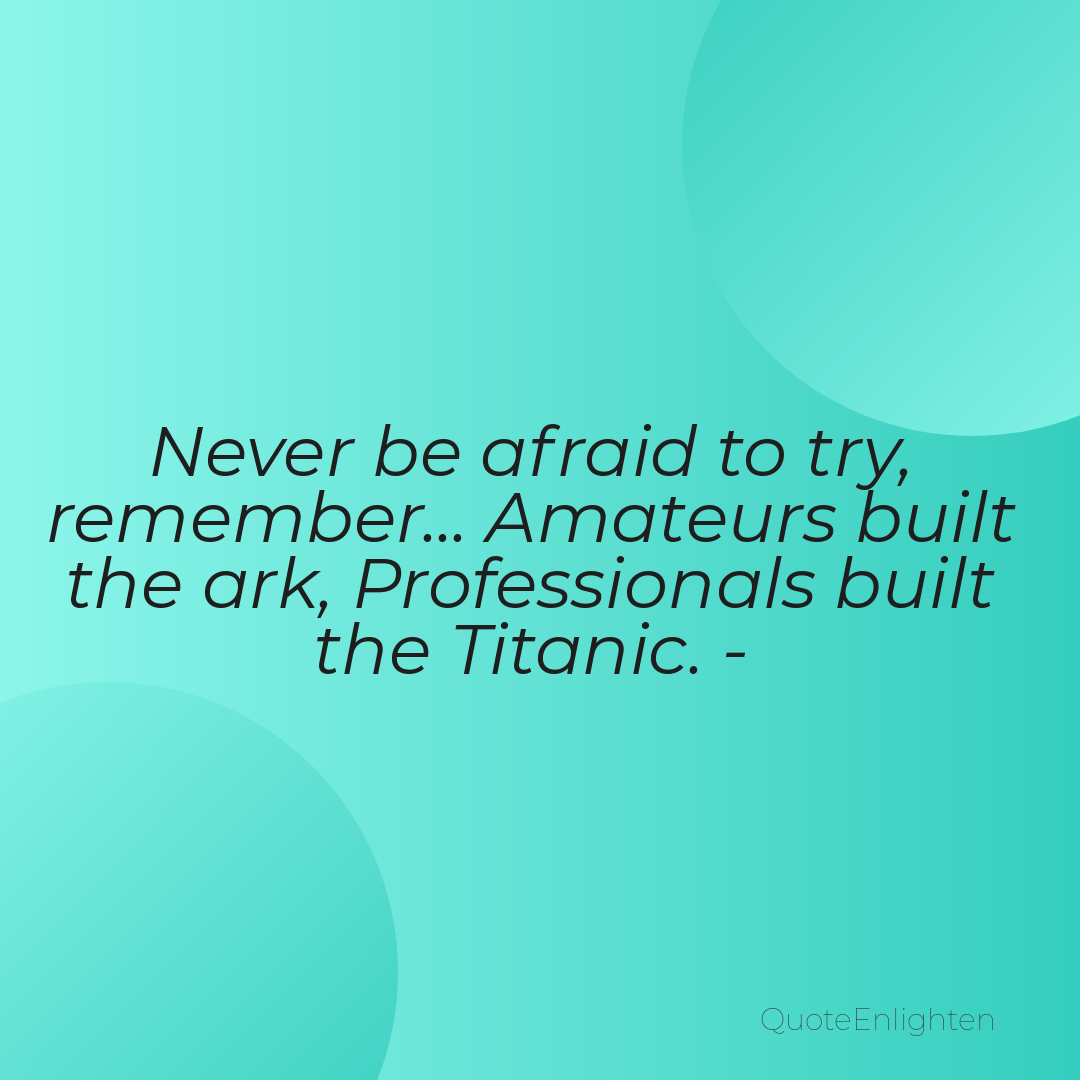 Never be afraid to try,
remember... Amateurs built
the ark, Professionals built
the Titanic. -
QuoteEnlighten